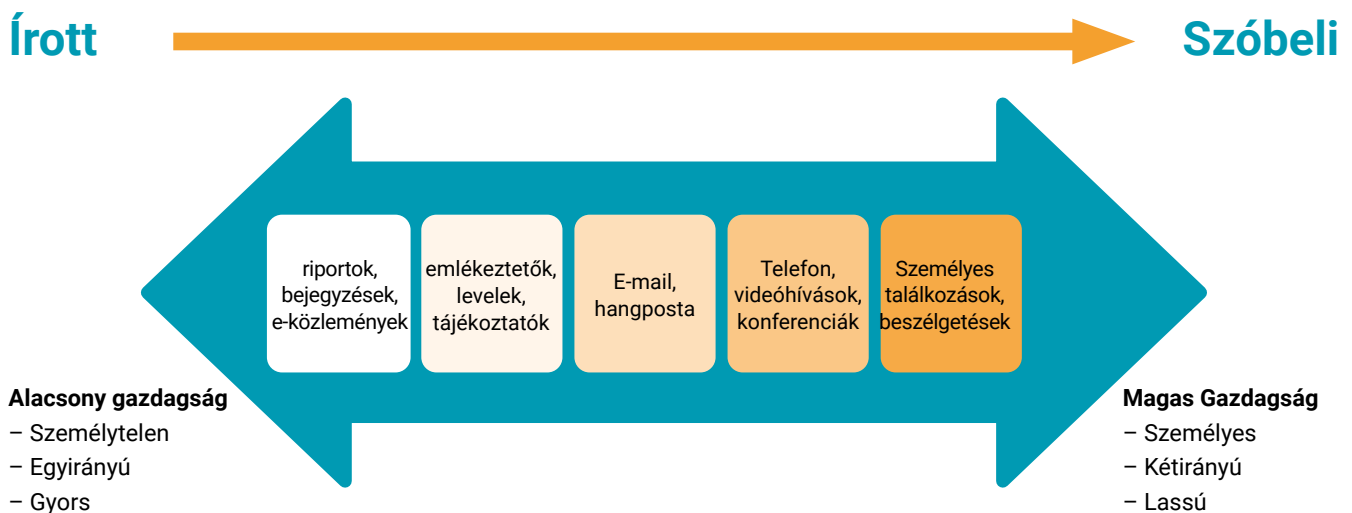 Írott
Szóbeli
riportok,
bejegyzések,
e-közlemények
emlékeztetők,
levelek,
tájékoztatók
E-mail,
hangposta
Telefon,
videóhívások,
konferenciák
Személyes
találkozások,
beszélgetések
Alacsony gazdagság
– Személytelen
– Egyirányú
– Gyors
Magas Gazdagság
– Személyes
– Kétirányú
– Lassú